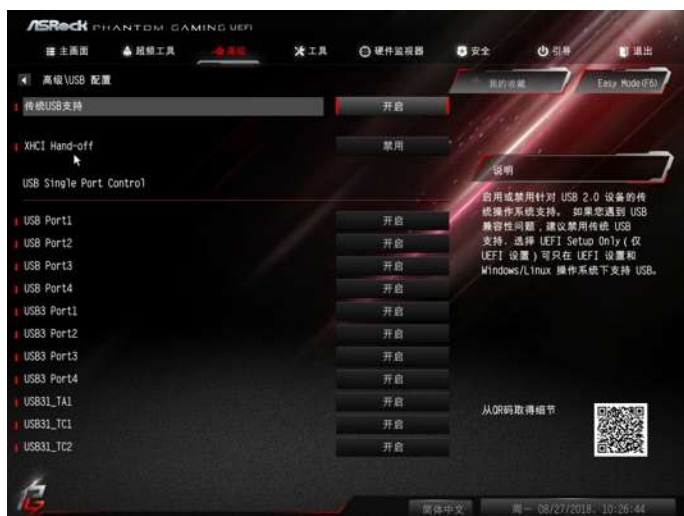 ASRock PHANTOM GAMING UEFI
主画面 超频工具 高级 工具 硬件监视器 安全 引导 退出
高级\USB 配置
我的收藏 Easy Mode(F6)
传统USB支持 开启
XHCI Hand-off 禁用
说明
USB Single Port Control
启用或禁用针对 USB 2.0 设备的传
统操作系统支持。 如果您遇到 USB
兼容性问题，建议禁用传统 USB
支持. 选择 UEFI Setup Only ( 仅
UEFI 设置 ) 可只在 UEFI 设置和
Windows/Linux 操作系统下支持 USB。
USB Port1 开启
USB Port2 开启
USB Port3 开启
USB Port4 开启
USB3 Port1 开启
USB3 Port2 开启
USB3 Port3 开启
USB3 Port4 开启
USB31_TA1 开启
USB31_TC1 开启
USB31_TC2 开启
从QR码取得细节
简体中文 周一 08/27/2018. 10:26:44